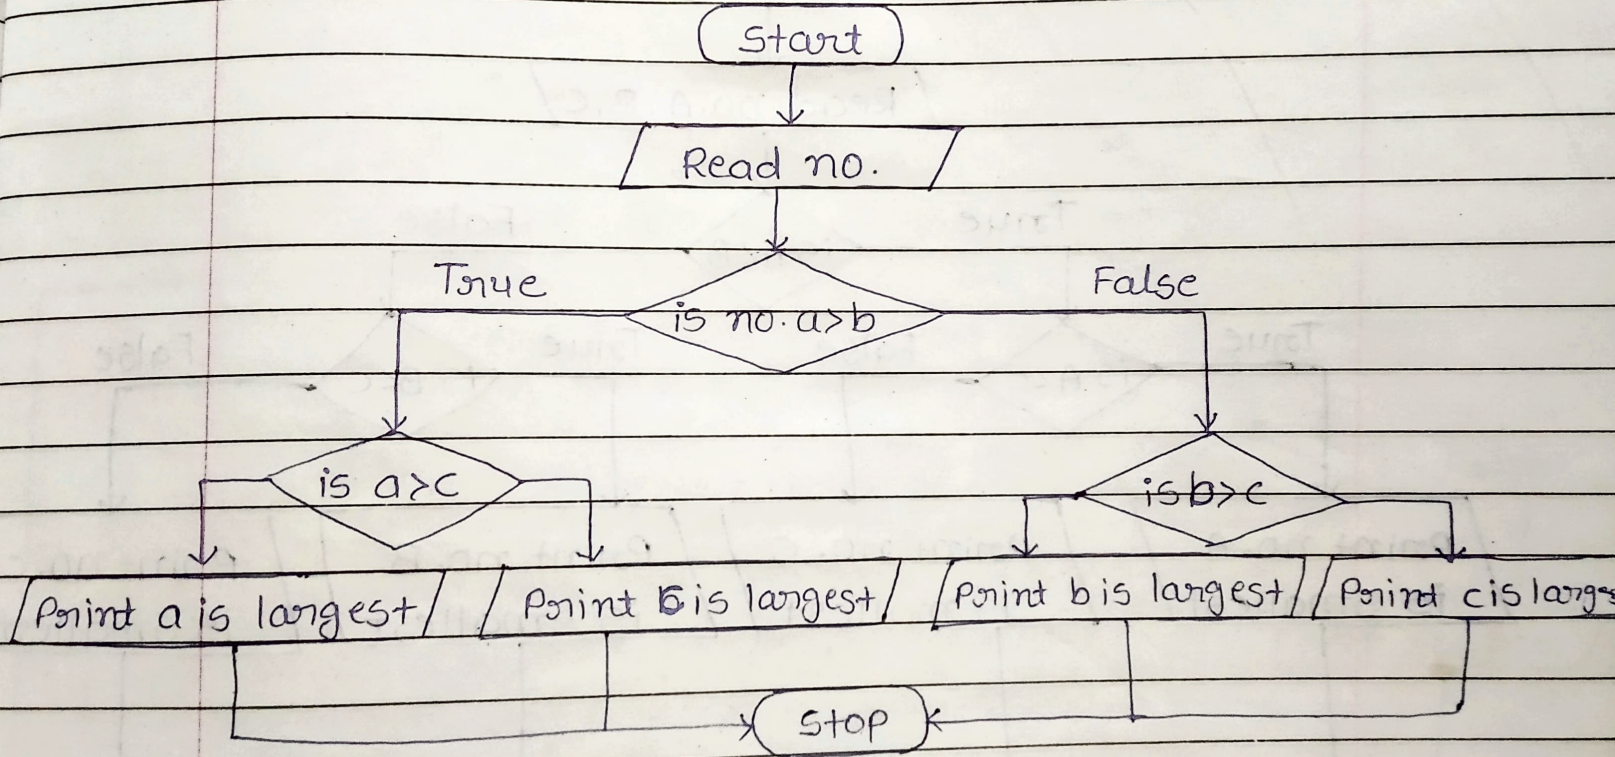 Start
Read no.
True
False
is no. a>b
is a>c
is b>c
Print a is largest
Print is largest
Print b is largest
Print c is large
Stop